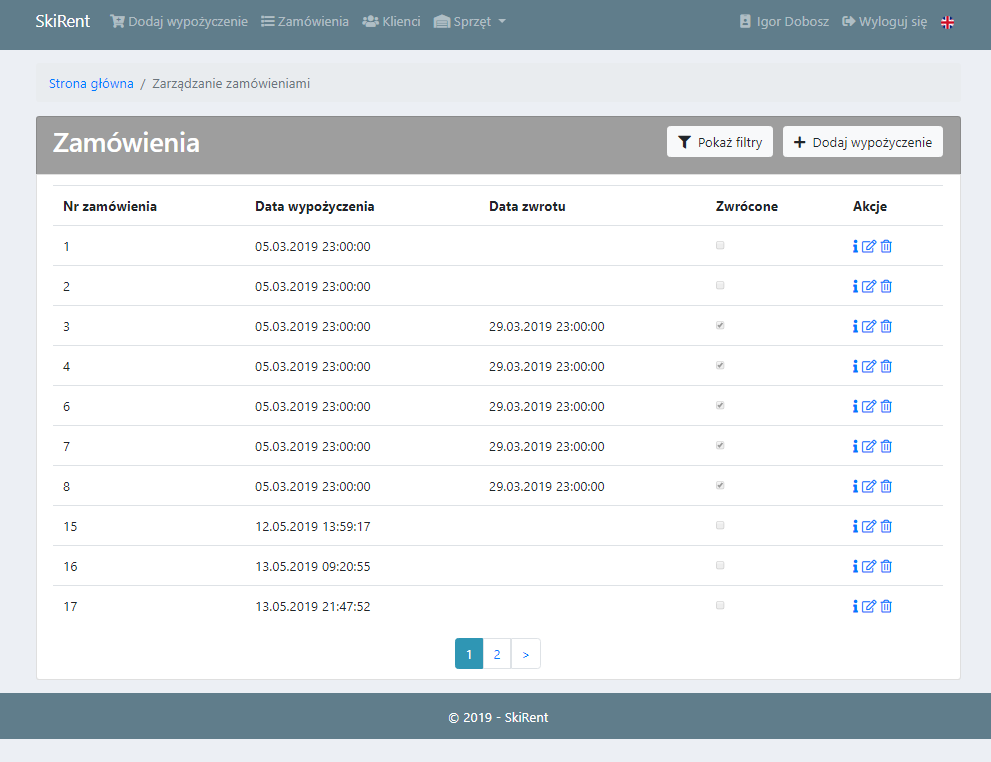 SkiRent Dodaj wypożyczenie Zamówienia Klienci Sprzęt Igor Dobosz Wyloguj się
Strona główna / Zarządzanie zamówieniami
Zamówienia Pokaż filtry Dodaj wypożyczenie
Nr zamówienia Data wypożyczenia Data zwrotu Zwrócone Akcje
1 05.03.2019 23:00:00
2 05.03.2019 23:00:00
3 05.03.2019 23:00:00 29.03.2019 23:00:00
4 05.03.2019 23:00:00 29.03.2019 23:00:00
6 05.03.2019 23:00:00 29.03.2019 23:00:00
7 05.03.2019 23:00:00 29.03.2019 23:00:00
8 05.03.2019 23:00:00 29.03.2019 23:00:00
15 12.05.2019 13:59:17
16 13.05.2019 09:20:55
17 13.05.2019 21:47:52
1 2 >
© 2019 - SkiRent